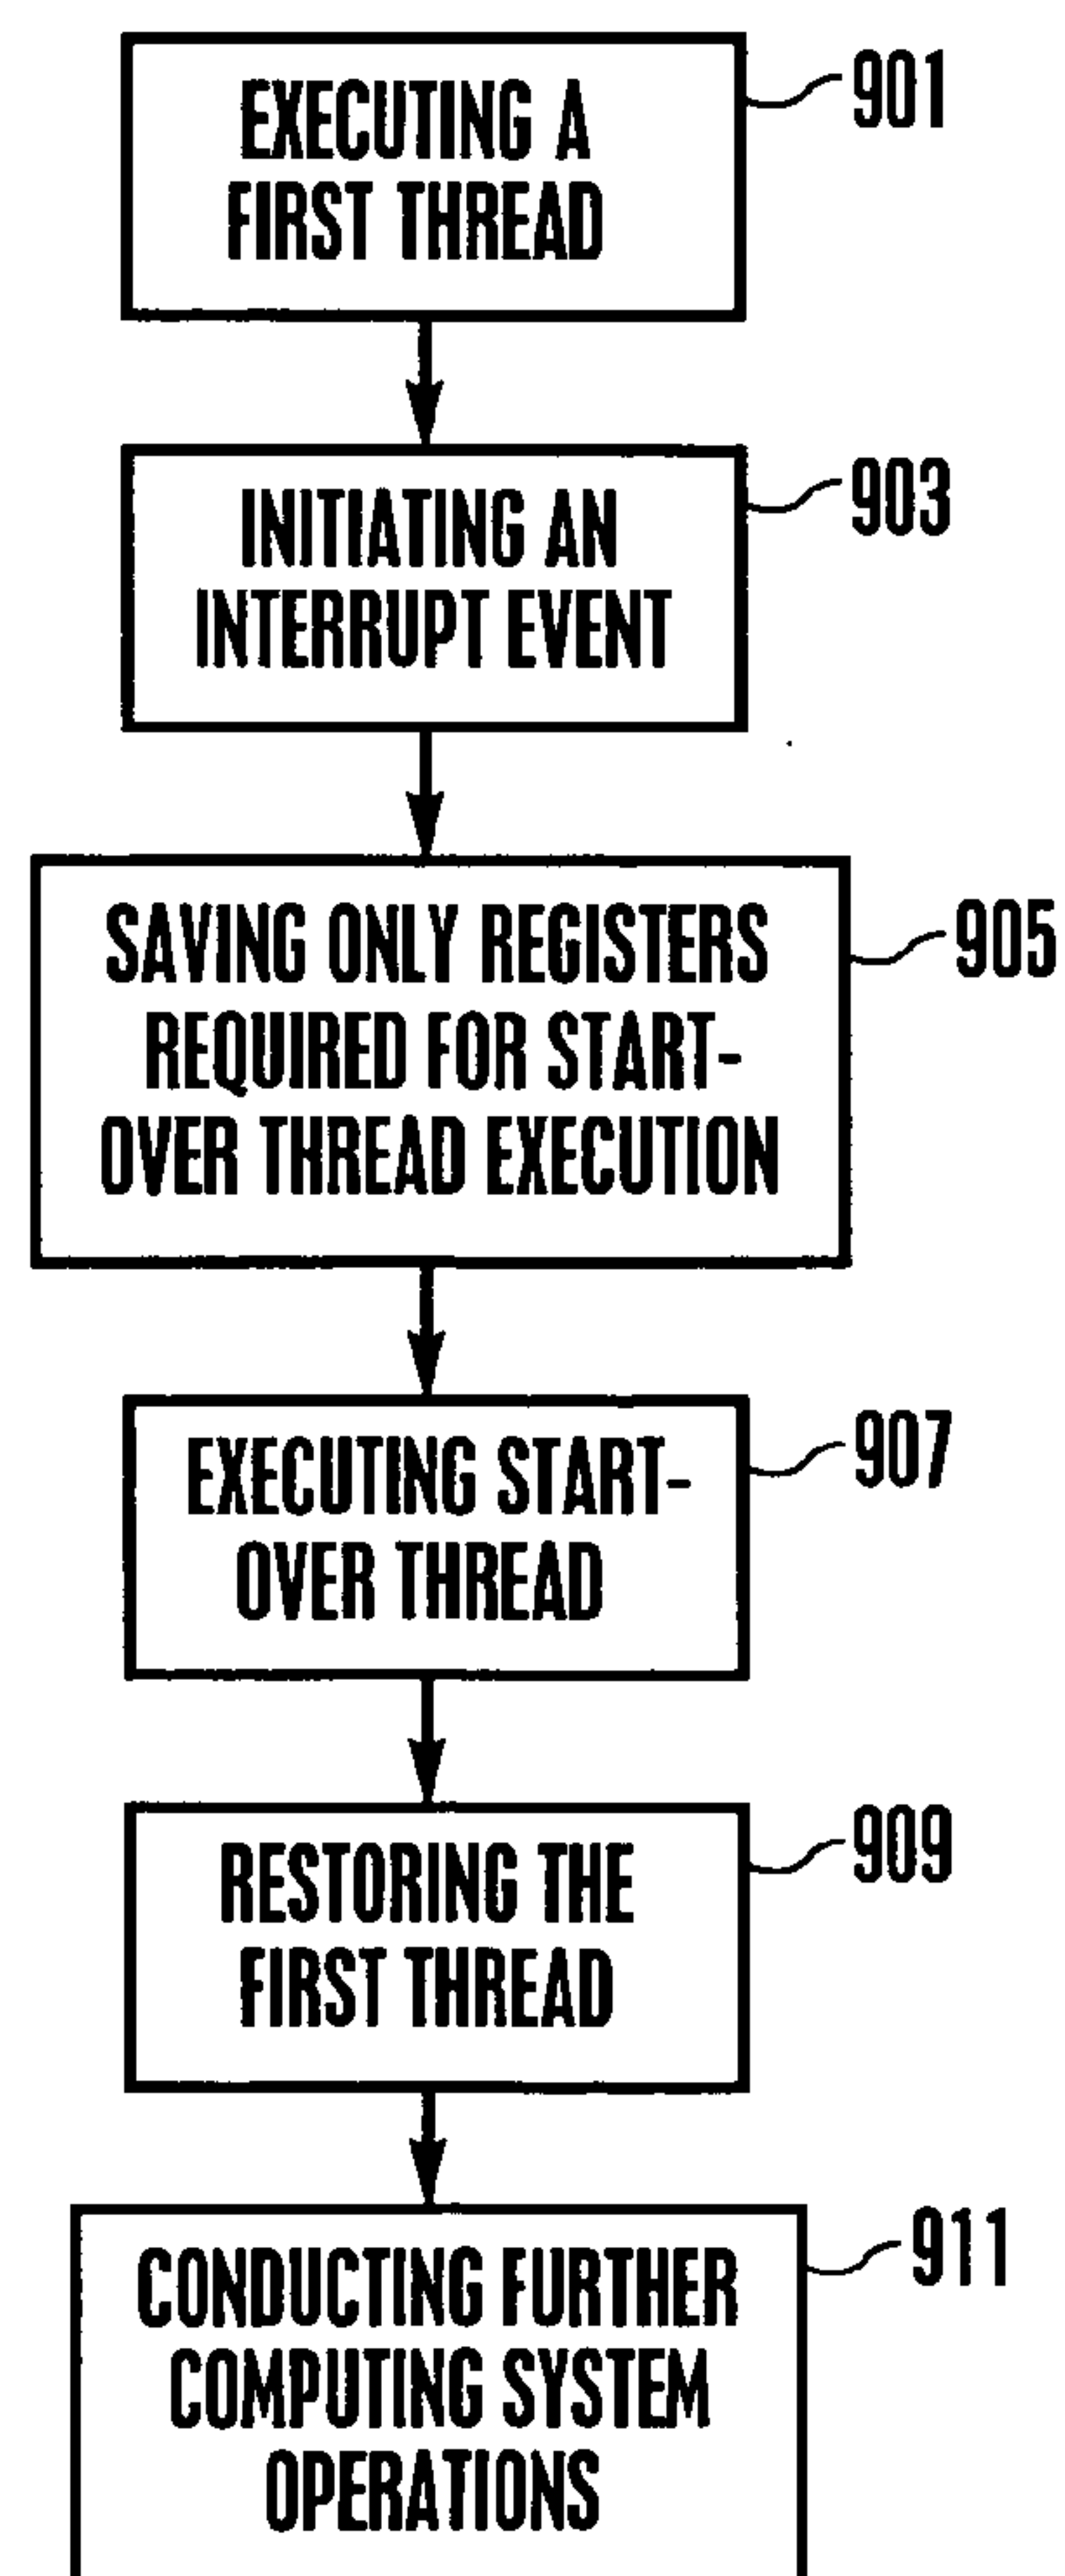 EXECUTING A
FIRST THREAD
901
INITIATING AN
INTERRUPT EVENT
903
SAVING ONLY REGISTERS
REQUIRED FOR START-
OVER THREAD EXECUTION
905
EXECUTING START-
OVER THREAD
907
RESTORING THE
FIRST THREAD
909
CONDUCTING FURTHER
COMPUTING SYSTEM
OPERATIONS
911